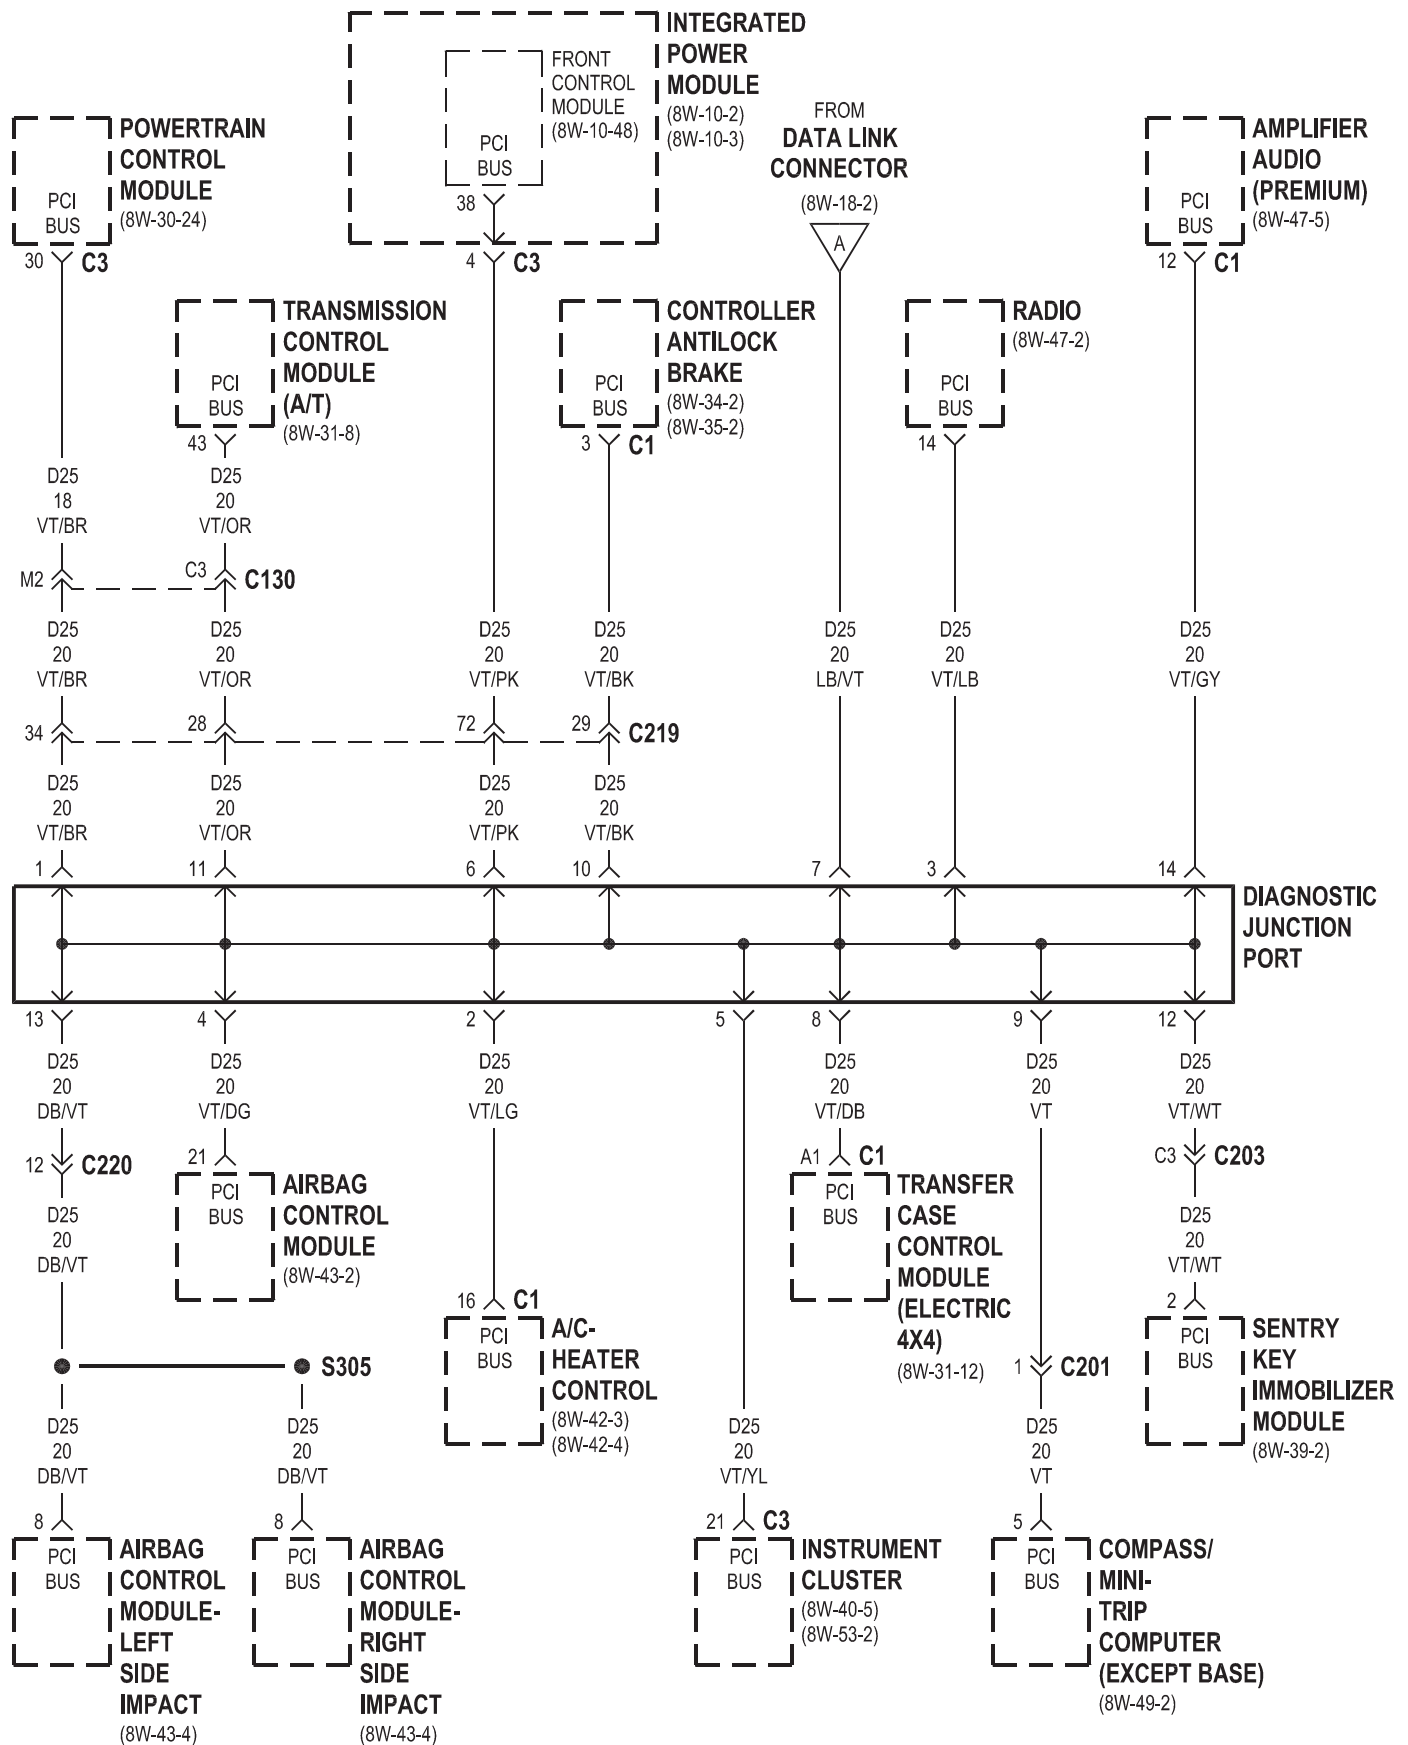 INTEGRATED
POWER
MODULE
(8W-10-2)
(8W-10-3)
FRONT
CONTROL
MODULE
(8W-10-48)
PCI
BUS
38
4
C3
POWERTRAIN
CONTROL
MODULE
(8W-30-24)
PCI
BUS
30
C3
FROM
DATA LINK
CONNECTOR
(8W-18-2)
A
AMPLIFIER
AUDIO
(PREMIUM)
(8W-47-5)
PCI
BUS
12
C1
TRANSMISSION
CONTROL
MODULE
(A/T)
(8W-31-8)
PCI
BUS
43
CONTROLLER
ANTILOCK
BRAKE
(8W-34-2)
(8W-35-2)
PCI
BUS
3
C1
RADIO
(8W-47-2)
PCI
BUS
14
D25
18
VT/BR
D25
20
VT/OR
M2
C3
C130
D25
20
VT/BR
D25
20
VT/OR
D25
20
VT/PK
D25
20
VT/BK
D25
20
LB/VT
D25
20
VT/LB
D25
20
VT/GY
34
28
72
29
C219
D25
20
VT/BR
D25
20
VT/OR
D25
20
VT/PK
D25
20
VT/BK
1
11
6
10
7
3
14
DIAGNOSTIC
JUNCTION
PORT
13
4
2
5
8
9
12
D25
20
DB/VT
D25
20
VT/DG
D25
20
VT/LG
D25
20
VT/DB
D25
20
VT
D25
20
VT/WT
12
C220
21
A1
C1
C3
C203
PCI
BUS
AIRBAG
CONTROL
MODULE
(8W-43-2)
PCI
BUS
TRANSFER
CASE
CONTROL
MODULE
(ELECTRIC
4X4)
(8W-31-12)
D25
20
DB/VT
D25
20
VT/WT
16
C1
2
PCI
BUS
A/C-
HEATER
CONTROL
(8W-42-3)
(8W-42-4)
PCI
BUS
SENTRY
KEY
IMMOBILIZER
MODULE
(8W-39-2)
S305
1
C201
D25
20
DB/VT
D25
20
DB/VT
D25
20
VT/YL
D25
20
VT
8
8
21
C3
5
PCI
BUS
AIRBAG
CONTROL
MODULE-
LEFT
SIDE
IMPACT
(8W-43-4)
PCI
BUS
AIRBAG
CONTROL
MODULE-
RIGHT
SIDE
IMPACT
(8W-43-4)
PCI
BUS
INSTRUMENT
CLUSTER
(8W-40-5)
(8W-53-2)
PCI
BUS
COMPASS/
MINI-
TRIP
COMPUTER
(EXCEPT BASE)
(8W-49-2)